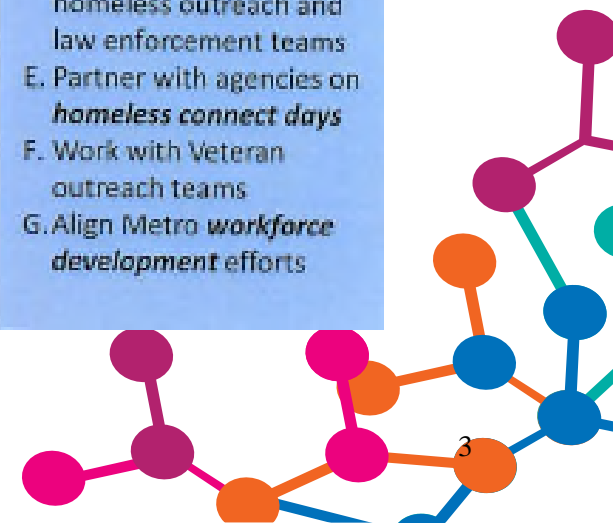 homeless outreach and
law enforcement teams
E. Partner with agencies on
homeless connect days
F. Work with Veteran
outreach teams
G. Align Metro workforce
development efforts
3